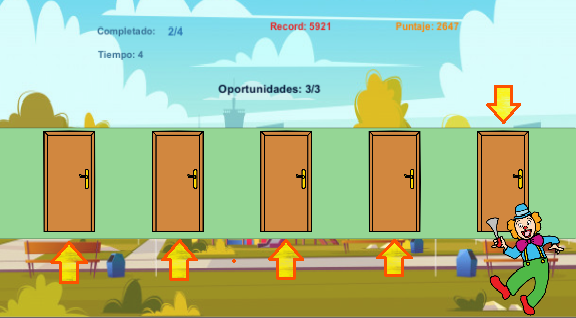 Completado: 2/4
Record: 5921
Puntaje: 2647
Tiempo: 4
Oportunidades: 3/3